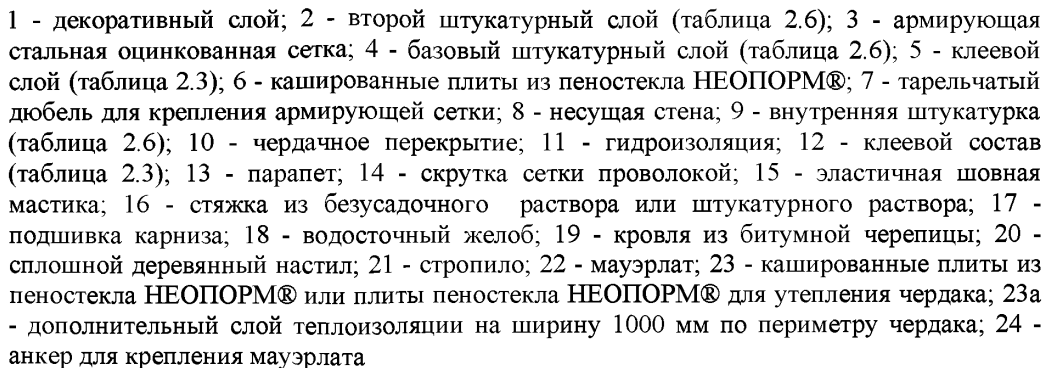 1 - декоративный слой; 2 - второй штукатурный слой (таблица 2.6); 3 - армирующая
стальная оцинкованная сетка; 4 - базовый штукатурный слой (таблица 2.6); 5 - клеевой
слой (таблица 2.3); 6 - кашированные плиты из пеностекла НЕОПОРМ®; 7 - тарельчатый
дюбель для крепления армирующей сетки; 8 - несущая стена; 9 - внутренняя штукатурка
(таблица 2.6); 10 - чердачное перекрытие; 11 - гидроизоляция; 12 - клеевой состав
(таблица 2.3); 13 - парапет; 14 - скрутка сетки проволокой; 15 - эластичная шовная
мастика; 16 - стяжка из безусадочного раствора или штукатурного раствора; 17 -
подшивка карниза; 18 - водосточный желоб; 19 - кровля из битумной черепицы; 20 -
сплошной деревянный настил; 21 - стропило; 22 - мауэрлат; 23 - кашированные плиты из
пеностекла НЕОПОРМ® или плиты пеностекла НЕОПОРМ® для утепления чердака; 23а
- дополнительный слой теплоизоляции на ширину 1000 мм по периметру чердака; 24 -
анкер для крепления мауэрлата